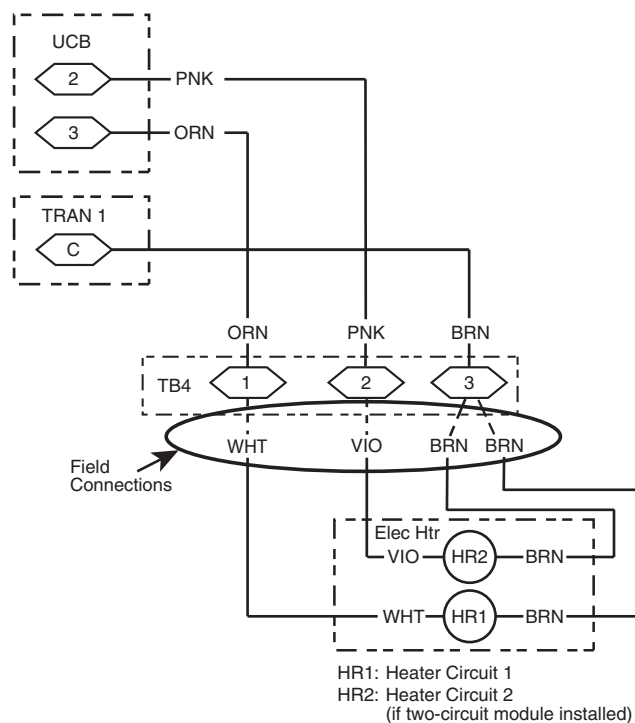 UCB
2 PNK
3 ORN
TRAN 1
C
ORN PNK BRN
TB4 1 2 3
WHT VIO BRN BRN
Field
Connections
Elec Htr
VIO HR2 BRN
WHT HR1 BRN
HR1: Heater Circuit 1
HR2: Heater Circuit 2
(if two-circuit module installed)